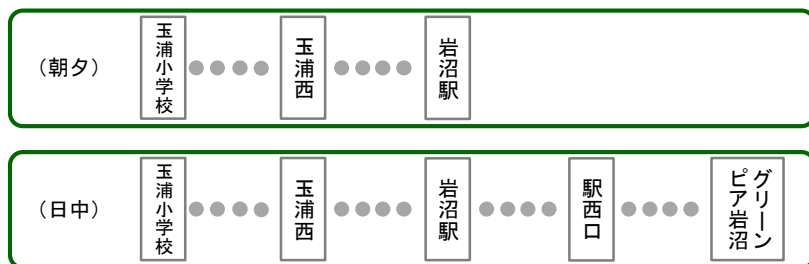 （朝夕）
玉浦小学校
玉浦西
岩沼駅
（日中）
玉浦小学校
玉浦西
岩沼駅
駅西口
グリーン
ピア岩沼